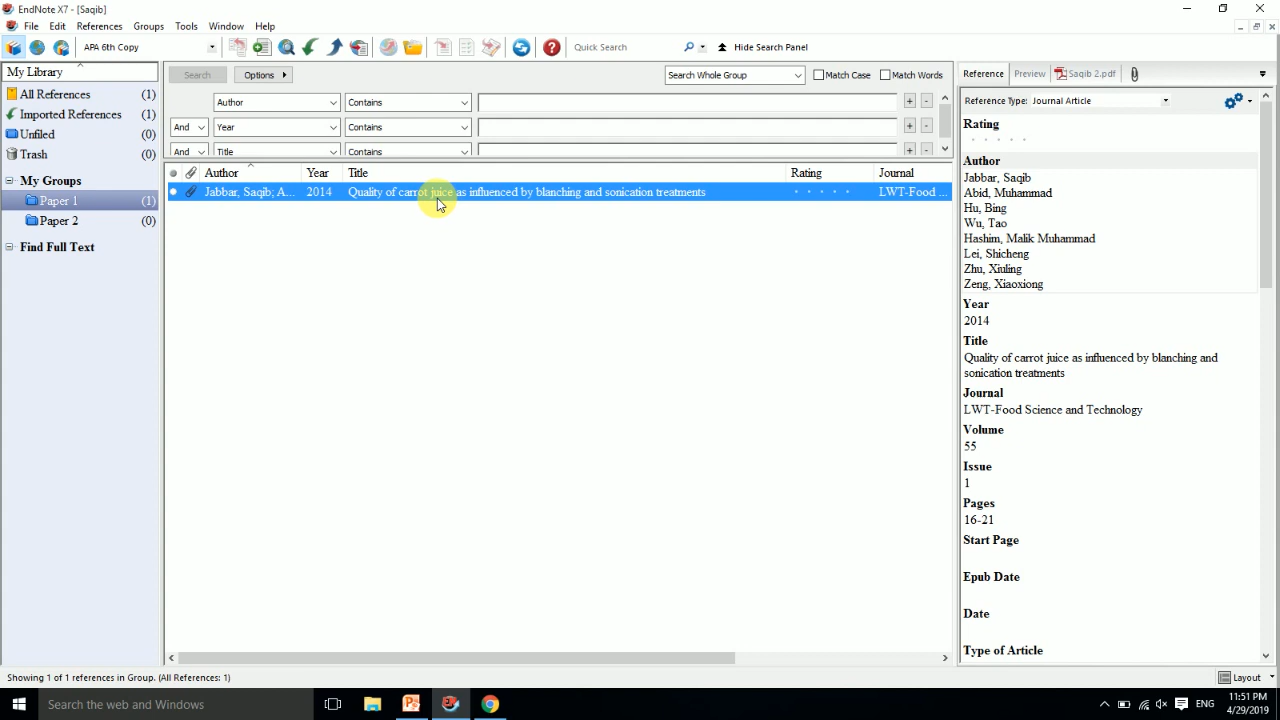 EndNote X7 - [Saqib]
File Edit References Groups Tools Window Help
APA 6th Copy
Quick Search
Hide Search Panel
My Library
All References (1)
Imported References (1)
Unfiled (0)
Trash (0)
My Groups
Paper 1 (1)
Paper 2 (0)
Find Full Text
Search Options Search Whole Group Match Case Match Words
Author Contains + -
And Year Contains + -
And Title Contains + -
Author Year Title Rating Journal
Jabbar, Saqib; A... 2014 Quality of carrot juice as influenced by blanching and sonication treatments LWT-Food ...
Reference Preview Saqib 2.pdf
Reference Type: Journal Article
Rating
Author
Jabbar, Saqib
Abid, Muhammad
Hu, Bing
Wu, Tao
Hashim, Malik Muhammad
Lei, Shicheng
Zhu, Xiuling
Zeng, Xiaoxiong
Year
2014
Title
Quality of carrot juice as influenced by blanching and
sonication treatments
Journal
LWT-Food Science and Technology
Volume
55
Issue
1
Pages
16-21
Start Page
Epub Date
Date
Type of Article
Showing 1 of 1 references in Group. (All References: 1)
Layout
Search the web and Windows
ENG
11:51 PM
4/29/2019